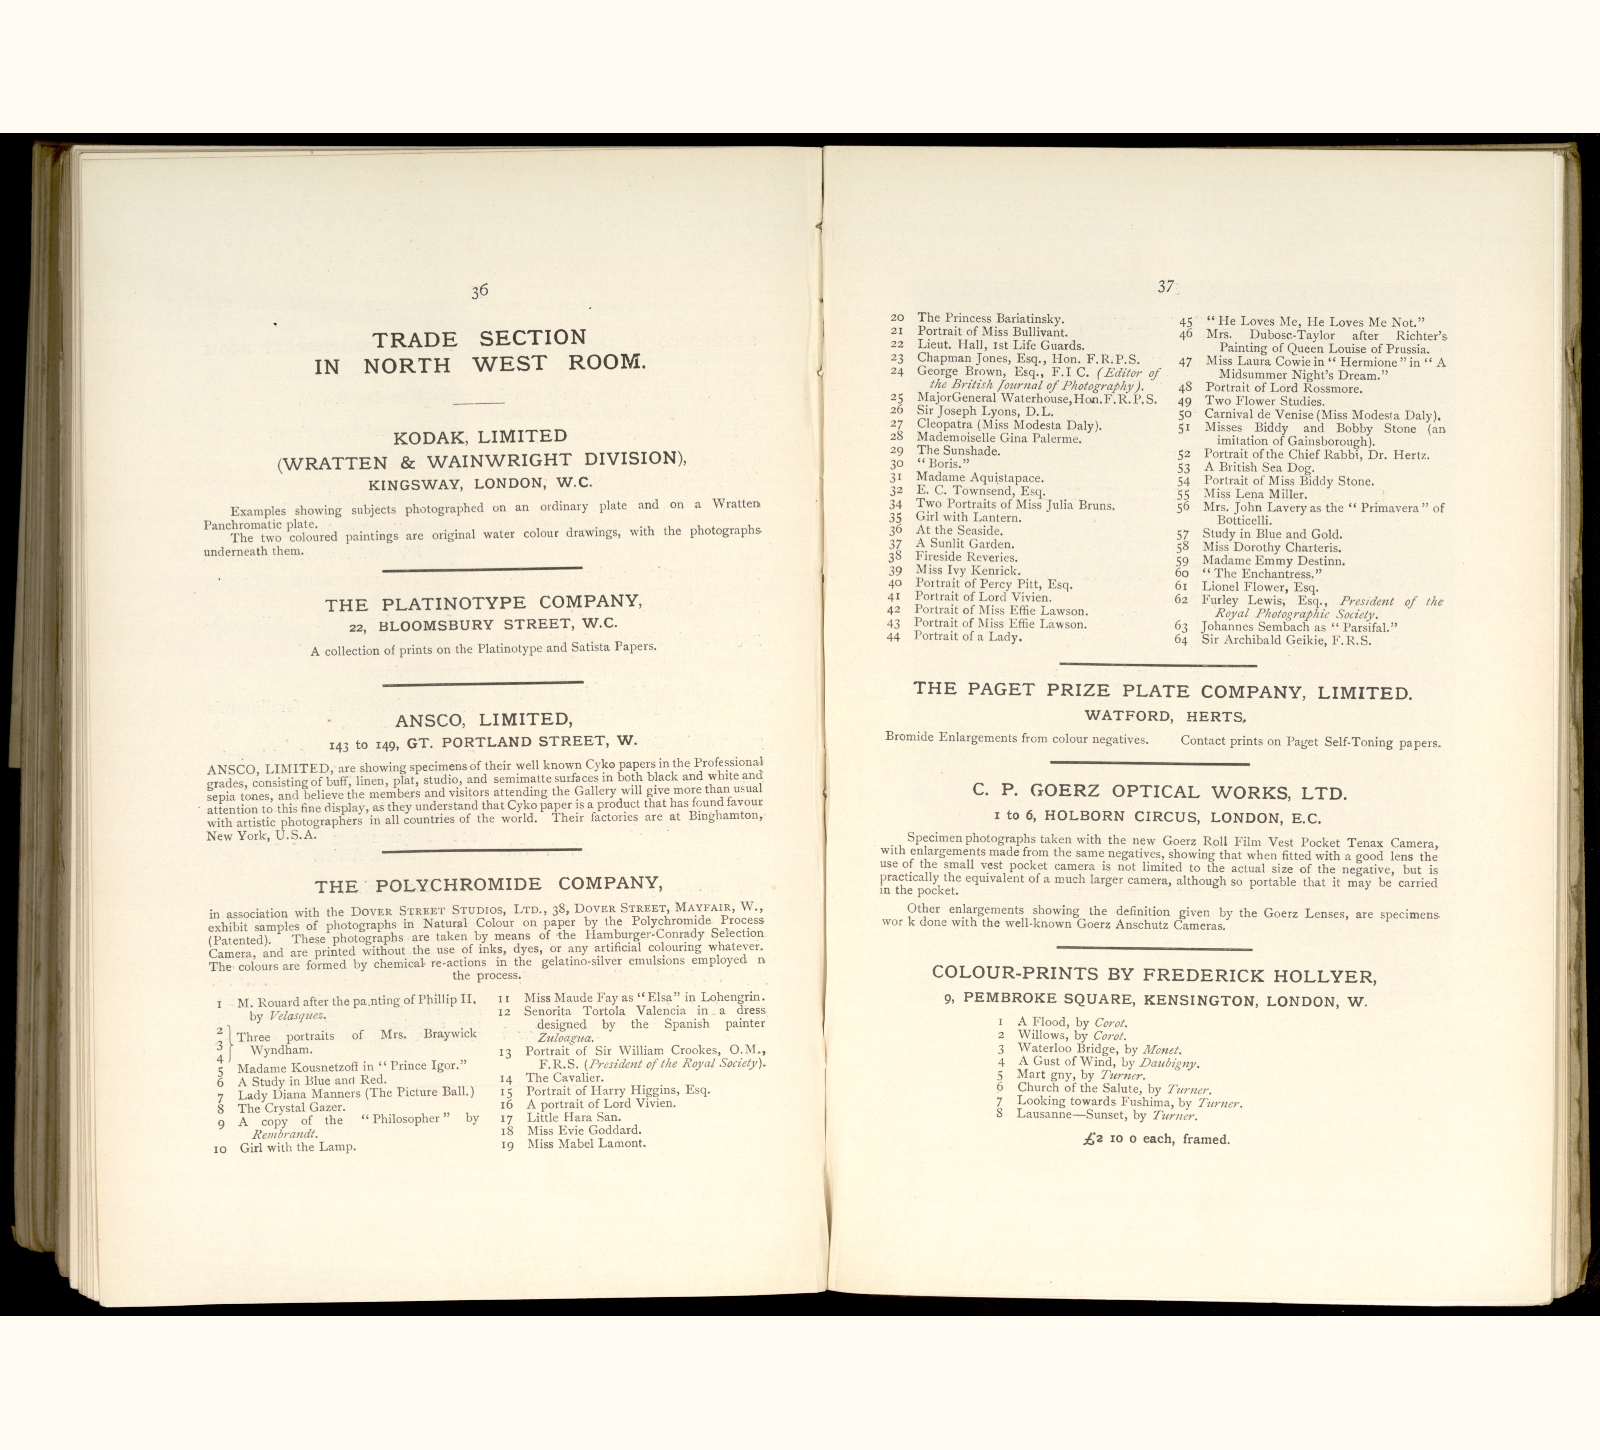 36
TRADE SECTION
IN NORTH WEST ROOM.
KODAK, LIMITED
(WRATTEN & WAINWRIGHT DIVISION),
KINGSWAY, LONDON, W.C.
Examples showing subjects photographed on an ordinary plate and on a Wratten
Panchromatic plate.
The two coloured paintings are original water colour drawings, with the photographs
underneath them.
THE PLATINOTYPE COMPANY,
22, BLOOMSBURY STREET, W.C.
A collection of prints on the Platinotype and Satista Papers.
ANSCO, LIMITED,
143 to 149, GT. PORTLAND STREET, W.
ANSCO, LIMITED, are showing specimens of their well known Cyko papers in the Professional
grades, consisting of buff, linen, plat, studio, and semimatte surfaces in both black and white and
sepia tones, and believe the members and visitors attending the Gallery will give more than usual
attention to this fine display, as they understand that Cyko paper is a product that has found favour
with artistic photographers in all countries of the world. Their factories are at Binghamton,
New York, U.S.A.
THE POLYCHROMIDE COMPANY,
in association with the DOVER STREET STUDIOS, LTD., 38, DOVER STREET, MAYFAIR, W.,
exhibit samples of photographs in Natural Colour on paper by the Polychromide Process
(Patented). These photographs are taken by means of the Hamburger-Conrady Selection
Camera, and are printed without the use of inks, dyes, or any artificial colouring whatever.
The colours are formed by chemical re-actions in the gelatino-silver emulsions employed n
the process.
1 M. Rouard after the pa nting of Phillip II,
by Velasquez.
2
3 Three portraits of Mrs. Braywick
4 Wyndham.
5 Madame Kousnetzoff in "Prince Igor."
6 A Study in Blue and Red.
7 Lady Diana Manners (The Picture Ball.)
8 The Crystal Gazer.
9 A copy of the "Philosopher" by
Rembrandt.
10 Girl with the Lamp.
11 Miss Maude Fay as "Elsa" in Lohengrin.
12 Senorita Tortola Valencia in a dress
designed by the Spanish painter
Zuloagua.
13 Portrait of Sir William Crookes, O.M.,
F.R.S. (President of the Royal Society).
14 The Cavalier.
15 Portrait of Harry Higgins, Esq.
16 A portrait of Lord Vivien.
17 Little Hara San.
18 Miss Evie Goddard.
19 Miss Mabel Lamont.
37
20 The Princess Bariatinsky.
21 Portrait of Miss Bullivant.
22 Lieut. Hall, 1st Life Guards.
23 Chapman Jones, Esq., Hon. F.R.P.S.
24 George Brown, Esq., F.I C. (Editor of
the British Journal of Photography).
25 MajorGeneral Waterhouse, Hon.F.R.P.S.
26 Sir Joseph Lyons, D.L.
27 Cleopatra (Miss Modesta Daly).
28 Mademoiselle Gina Palerme.
29 The Sunshade.
30 "Boris."
31 Madame Aquistapace.
32 E. C. Townsend, Esq.
34 Two Portraits of Miss Julia Bruns.
35 Girl with Lantern.
36 At the Seaside.
37 A Sunlit Garden.
38 Fireside Reveries.
39 Miss Ivy Kenrick.
40 Portrait of Percy Pitt, Esq.
41 Portrait of Lord Vivien.
42 Portrait of Miss Effie Lawson.
43 Portrait of Miss Effie Lawson.
44 Portrait of a Lady.
45 "He Loves Me, He Loves Me Not."
46 Mrs. Dubosc-Taylor after Richter's
Painting of Queen Louise of Prussia.
47 Miss Laura Cowie in "Hermione" in "A
Midsummer Night's Dream."
48 Portrait of Lord Rossmore.
49 Two Flower Studies.
50 Carnival de Venise (Miss Modesta Daly).
51 Misses Biddy and Bobby Stone (an
imitation of Gainsborough).
52 Portrait of the Chief Rabbi, Dr. Hertz.
53 A British Sea Dog.
54 Portrait of Miss Biddy Stone.
55 Miss Lena Miller.
56 Mrs. John Lavery as the "Primavera" of
Botticelli.
57 Study in Blue and Gold.
58 Miss Dorothy Charteris.
59 Madame Emmy Destinn.
60 "The Enchantress."
61 Lionel Flower, Esq.
62 Furley Lewis, Esq., President of the
Royal Photographic Society.
63 Johannes Sembach as "Parsifal."
64 Sir Archibald Geikie, F.R.S.
THE PAGET PRIZE PLATE COMPANY, LIMITED.
WATFORD, HERTS.
Bromide Enlargements from colour negatives. Contact prints on Paget Self-Toning papers.
C. P. GOERZ OPTICAL WORKS, LTD.
1 to 6, HOLBORN CIRCUS, LONDON, E.C.
Specimen photographs taken with the new Goerz Roll Film Vest Pocket Tenax Camera,
with enlargements made from the same negatives, showing that when fitted with a good lens the
use of the small vest pocket camera is not limited to the actual size of the negative, but is
practically the equivalent of a much larger camera, although so portable that it may be carried
in the pocket.
Other enlargements showing the definition given by the Goerz Lenses, are specimens
wor k done with the well-known Goerz Anschutz Cameras.
COLOUR-PRINTS BY FREDERICK HOLLYER,
9, PEMBROKE SQUARE, KENSINGTON, LONDON, W.
1 A Flood, by Corot.
2 Willows, by Corot.
3 Waterloo Bridge, by Monet.
4 A Gust of Wind, by Daubigny.
5 Mart gny, by Turner.
6 Church of the Salute, by Turner.
7 Looking towards Fushima, by Turner.
8 Lausanne—Sunset, by Turner.
£2 10 0 each, framed.